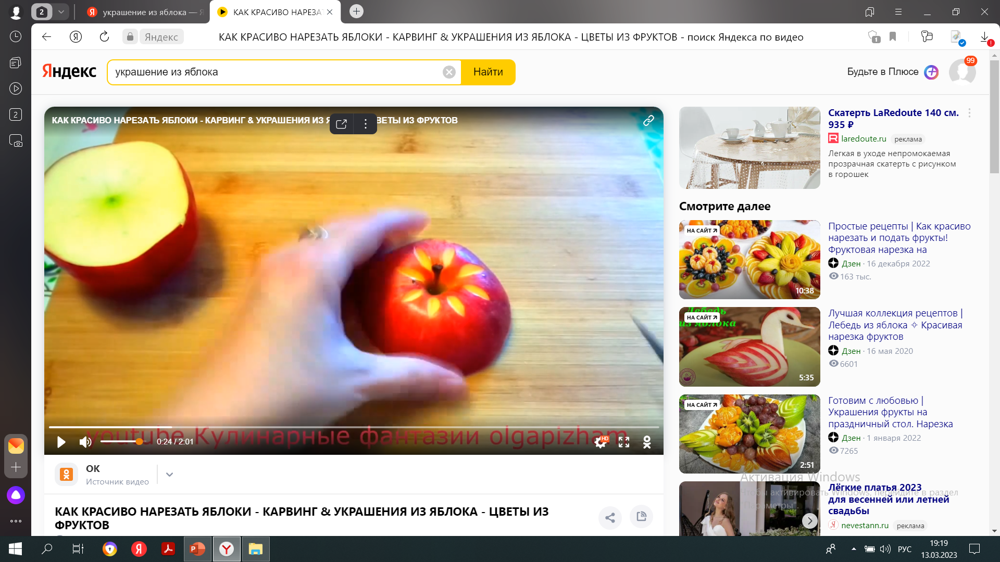 2
украшение из яблока — Я
КАК КРАСИВО НАРЕЗАТ
Яндекс
КАК КРАСИВО НАРЕЗАТЬ ЯБЛОКИ - КАРВИНГ & УКРАШЕНИЯ ИЗ ЯБЛОКА - ЦВЕТЫ ИЗ ФРУКТОВ - поиск Яндекса по видео
1
2
Яндекс
украшение из яблока
Найти
Будьте в Плюсе
99
КАК КРАСИВО НАРЕЗАТЬ ЯБЛОКИ - КАРВИНГ & УКРАШЕНИЯ ИЗ Я
ВЕТЫ ИЗ ФРУКТОВ
youtube.Кулинарные фантазии olgapizham
0:24 / 2:01
HD
OK
Источник видео
КАК КРАСИВО НАРЕЗАТЬ ЯБЛОКИ - КАРВИНГ & УКРАШЕНИЯ ИЗ ЯБЛОКА - ЦВЕТЫ ИЗ
ФРУКТОВ
Скатерть LaRedoute 140 см.
935 ₽
laredoute.ru
реклама
Легкая в уходе непромокаемая
прозрачная скатерть с рисунком
в горошек
Смотрите далее
НА САЙТ
10:38
Простые рецепты | Как красиво
нарезать и подать фрукты!
Фруктовая нарезка на
Дзен · 16 декабря 2022
163 тыс.
Лебедь
из яблока
НА САЙТ
5:35
Лучшая коллекция рецептов |
Лебедь из яблока ✧ Красивая
нарезка фруктов
Дзен · 16 мая 2020
6601
НА САЙТ
2:51
Готовим с любовью |
Украшения фрукты на
праздничный стол. Нарезка
Дзен · 1 января 2022
7265
Лёгкие платья 2023
для весенней или летней
свадьбы
nevestann.ru
реклама
Активация Windows
Чтобы активировать Windows, перейдите в раздел
"Параметры".
РУС
19:19
13.03.2023